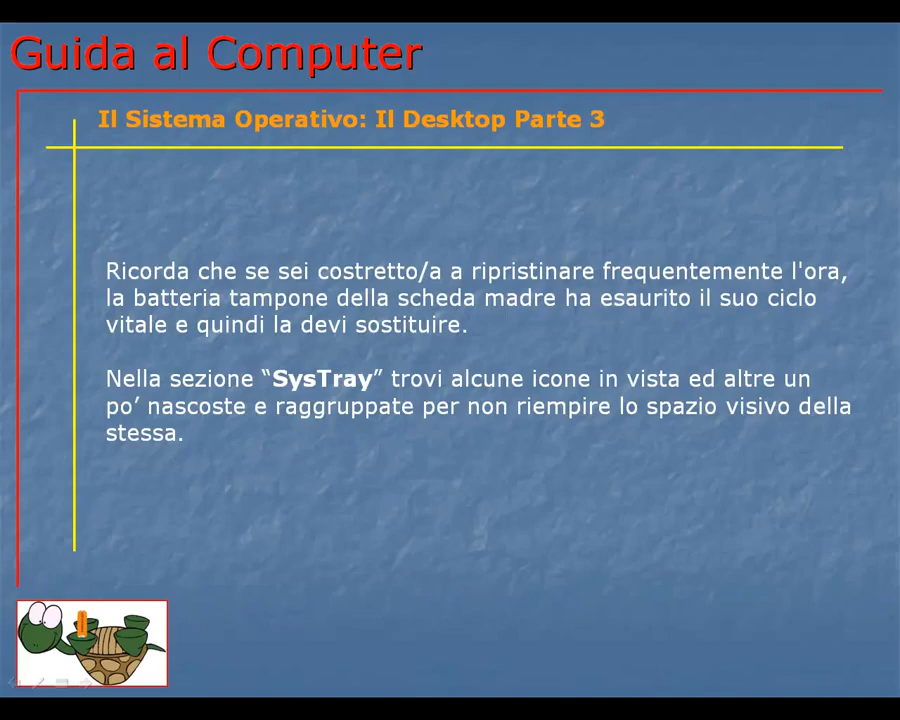 Guida al Computer
Il Sistema Operativo: Il Desktop Parte 3
Ricorda che se sei costretto/a a ripristinare frequentemente l'ora,
la batteria tampone della scheda madre ha esaurito il suo ciclo
vitale e quindi la devi sostituire.
Nella sezione “SysTray” trovi alcune icone in vista ed altre un
po’ nascoste e raggruppate per non riempire lo spazio visivo della
stessa.